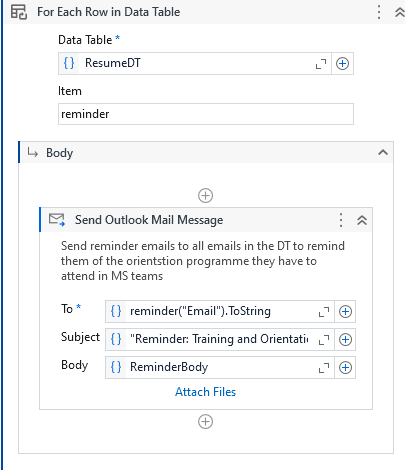 For Each Row in Data Table
Data Table *
ResumeDT
Item
reminder
Body
Send Outlook Mail Message
Send reminder emails to all emails in the DT to remind
them of the orientstion programme they have to
attend in MS teams
To *
reminder("Email").ToString
Subject
"Reminder: Training and Orientati
Body
ReminderBody
Attach Files